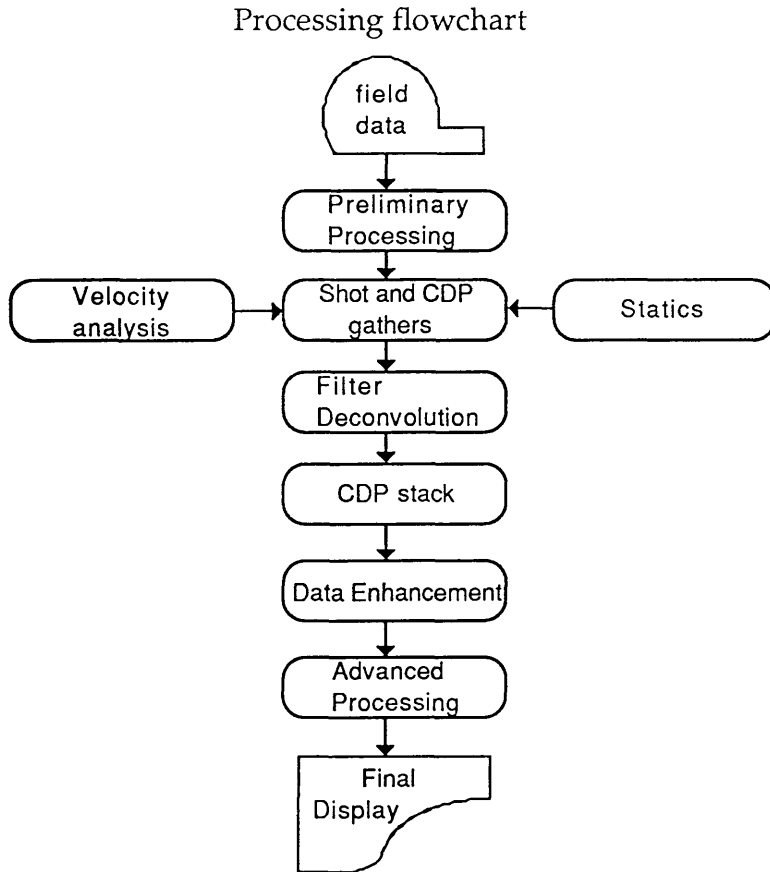 Processing flowchart
field
data
Preliminary
Processing
Velocity
analysis
Shot and CDP
gathers
Statics
Filter
Deconvolution
CDP stack
Data Enhancement
Advanced
Processing
Final
Display